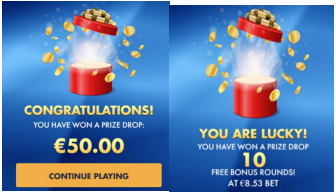 CONGRATULATIONS!
YOU HAVE WON A PRIZE DROP:
€50.00
CONTINUE PLAYING
YOU ARE LUCKY!
YOU HAVE WON A PRIZE DROP
10
FREE BONUS ROUNDS!
AT €8.53 BET